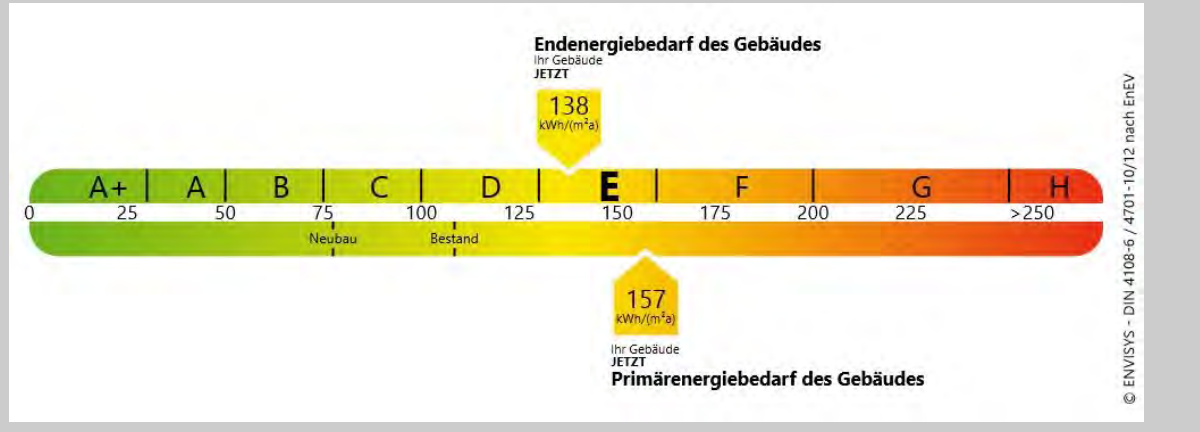 Endenergiebedarf des Gebäudes
Ihr Gebäude
JETZT
138
kWh/(m²a)
A+ A B C D E F G H
0 25 50 75 100 125 150 175 200 225 >250
Neubau Bestand
157
kWh/(m²a)
Ihr Gebäude
JETZT
Primärenergiebedarf des Gebäudes
© ENVISYS - DIN 4108-6 / 4701-10/12 nach EnEV